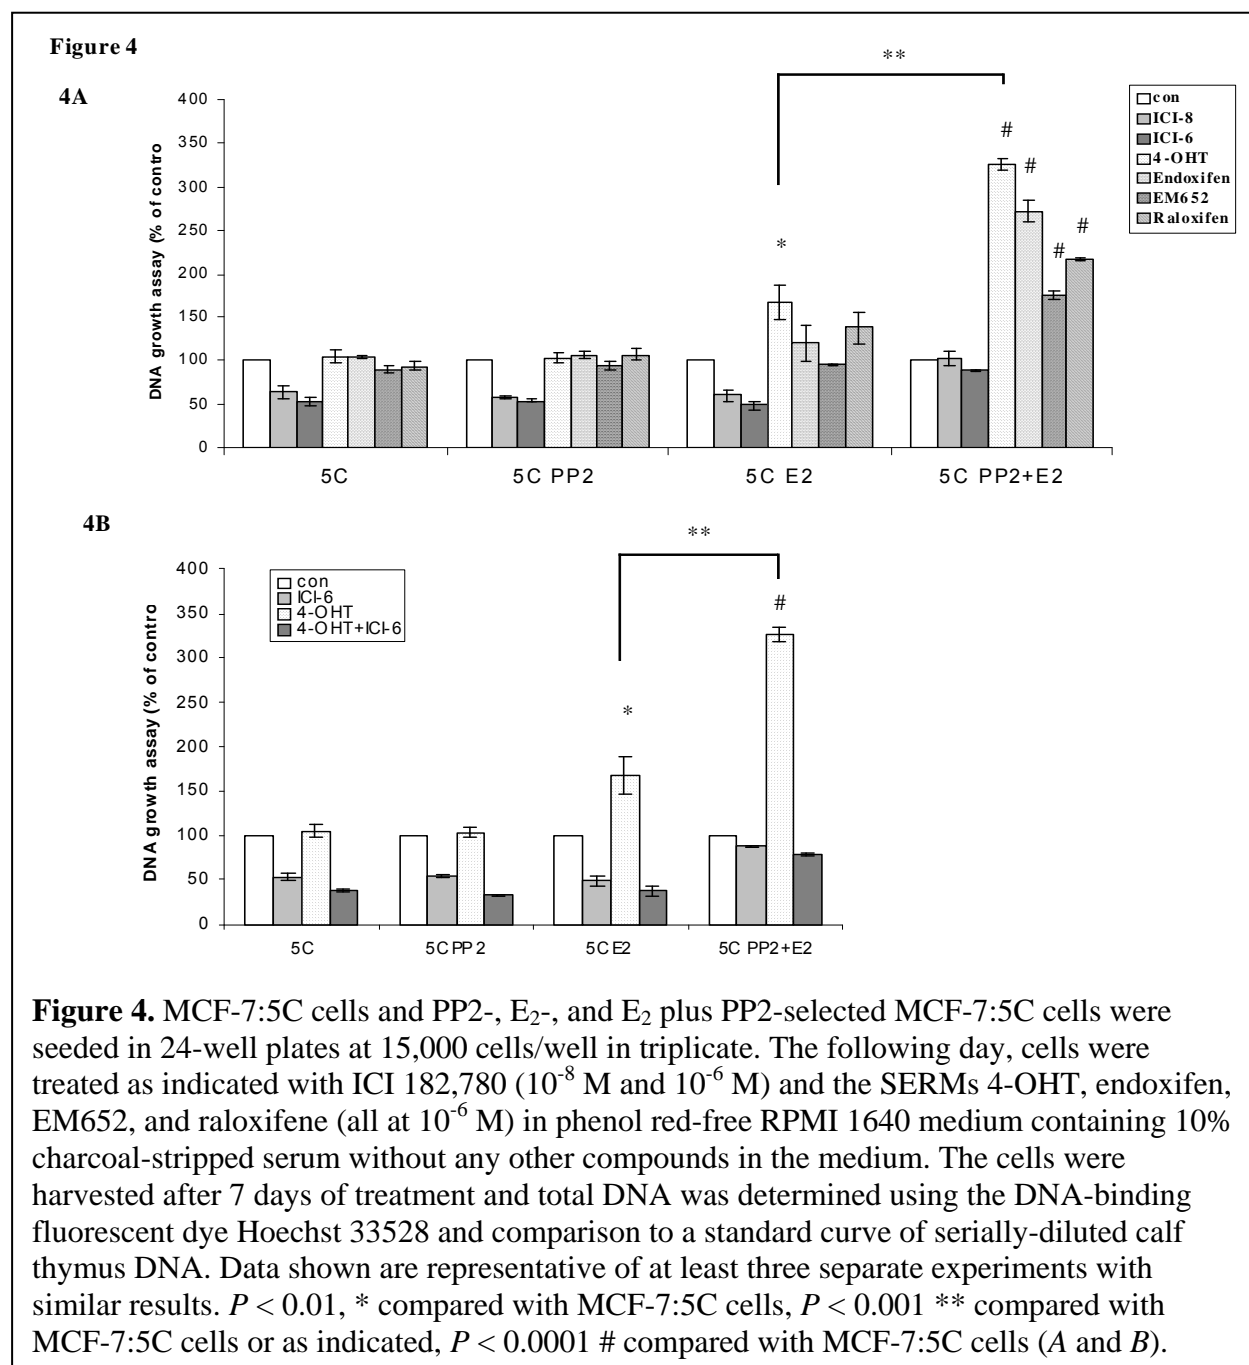 Figure 4
4A
**
DNA growth assay (% of contro
400
350
300
250
200
150
100
50
0
*
#
#
#
#
5C
5C PP2
5C E2
5C PP2+E2
con
ICI-8
ICI-6
4-OHT
Endoxifen
EM652
Raloxifen
4B
**
DNA growth assay (% of contro
400
350
300
250
200
150
100
50
0
con
ICI-6
4-OHT
4-OHT+ICI-6
*
#
5C
5C PP2
5C E2
5C PP2+E2
Figure 4. MCF-7:5C cells and PP2-, E₂-, and E₂ plus PP2-selected MCF-7:5C cells were
seeded in 24-well plates at 15,000 cells/well in triplicate. The following day, cells were
treated as indicated with ICI 182,780 (10⁻⁸ M and 10⁻⁶ M) and the SERMs 4-OHT, endoxifen,
EM652, and raloxifene (all at 10⁻⁶ M) in phenol red-free RPMI 1640 medium containing 10%
charcoal-stripped serum without any other compounds in the medium. The cells were
harvested after 7 days of treatment and total DNA was determined using the DNA-binding
fluorescent dye Hoechst 33528 and comparison to a standard curve of serially-diluted calf
thymus DNA. Data shown are representative of at least three separate experiments with
similar results. P < 0.01, * compared with MCF-7:5C cells, P < 0.001 ** compared with
MCF-7:5C cells or as indicated, P < 0.0001 # compared with MCF-7:5C cells (A and B).